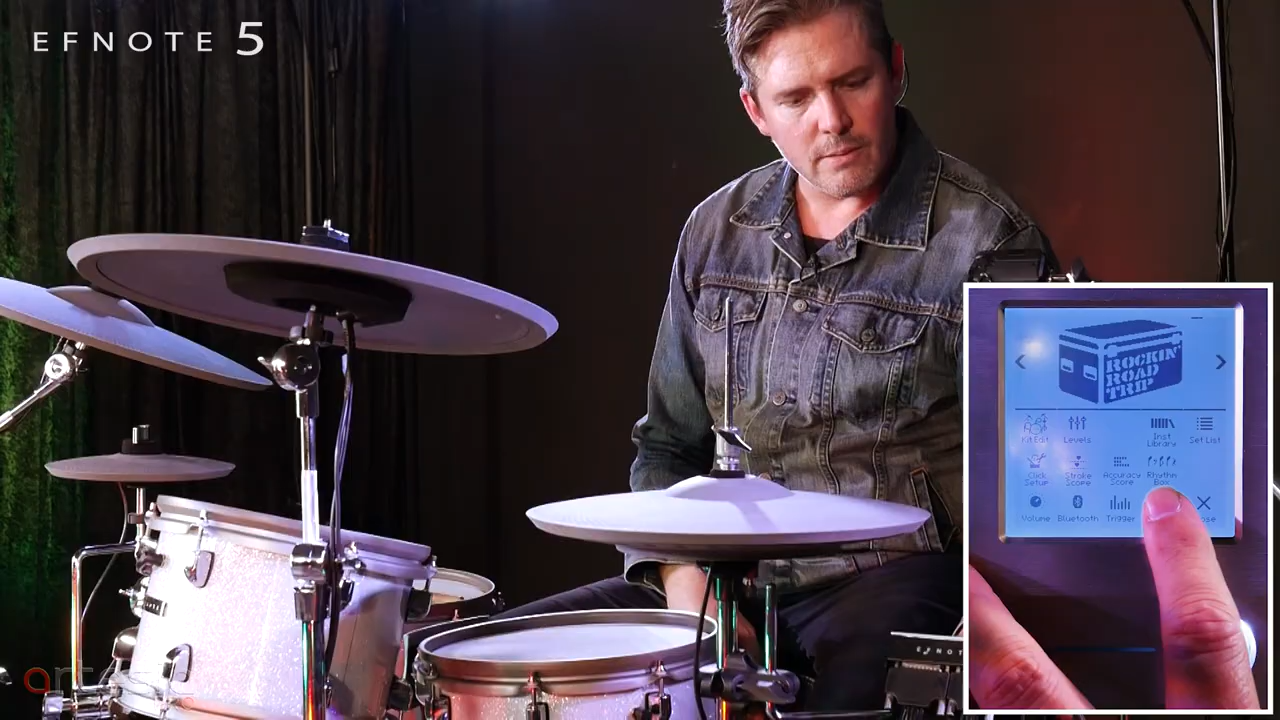 EFNOTE 5
ROCKIN'
ROAD
TRIP
Kit Edit
Levels
Inst
Library
Set List
Click
Setup
Stroke
Score
Accuracy
Score
Rhythm
Box
Volume
Bluetooth
Trigger